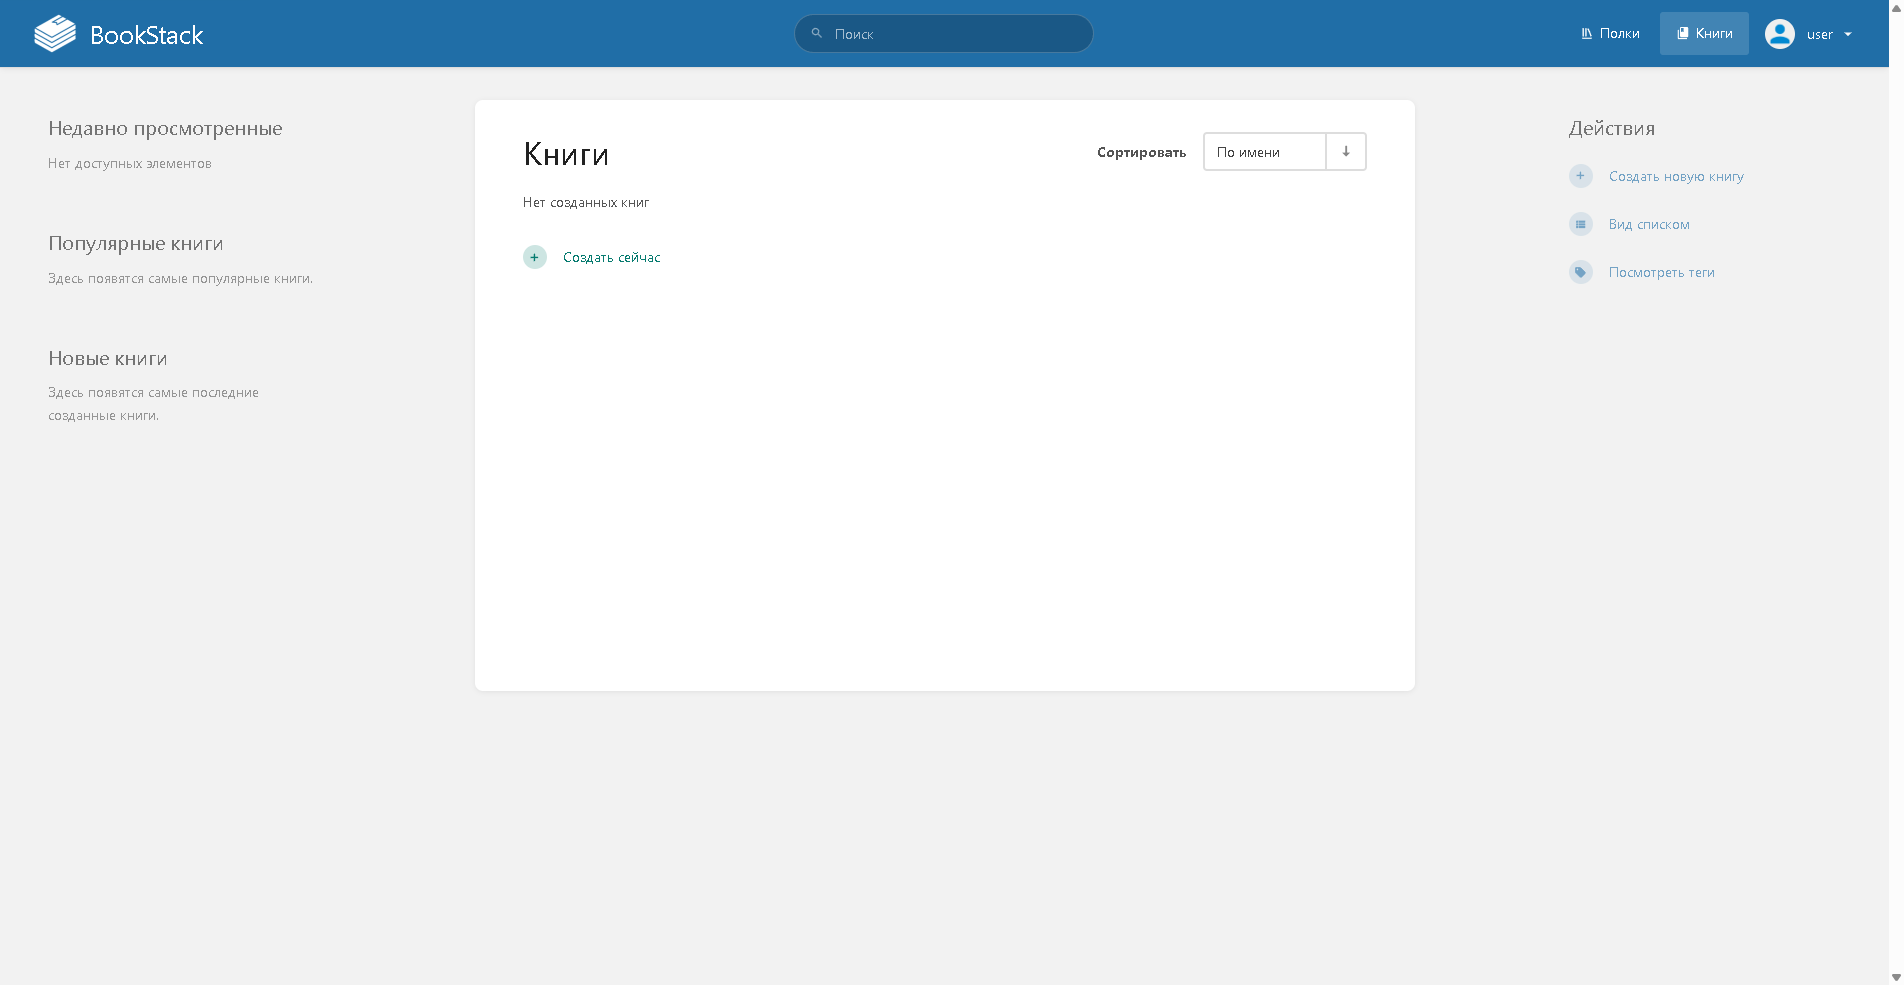 BookStack
Поиск
Полки
Книги
user
Недавно просмотренные
Нет доступных элементов
Популярные книги
Здесь появятся самые популярные книги.
Новые книги
Здесь появятся самые последние
созданные книги.
Книги
Сортировать
По имени
Нет созданных книг
Создать сейчас
Действия
Создать новую книгу
Вид списком
Посмотреть теги